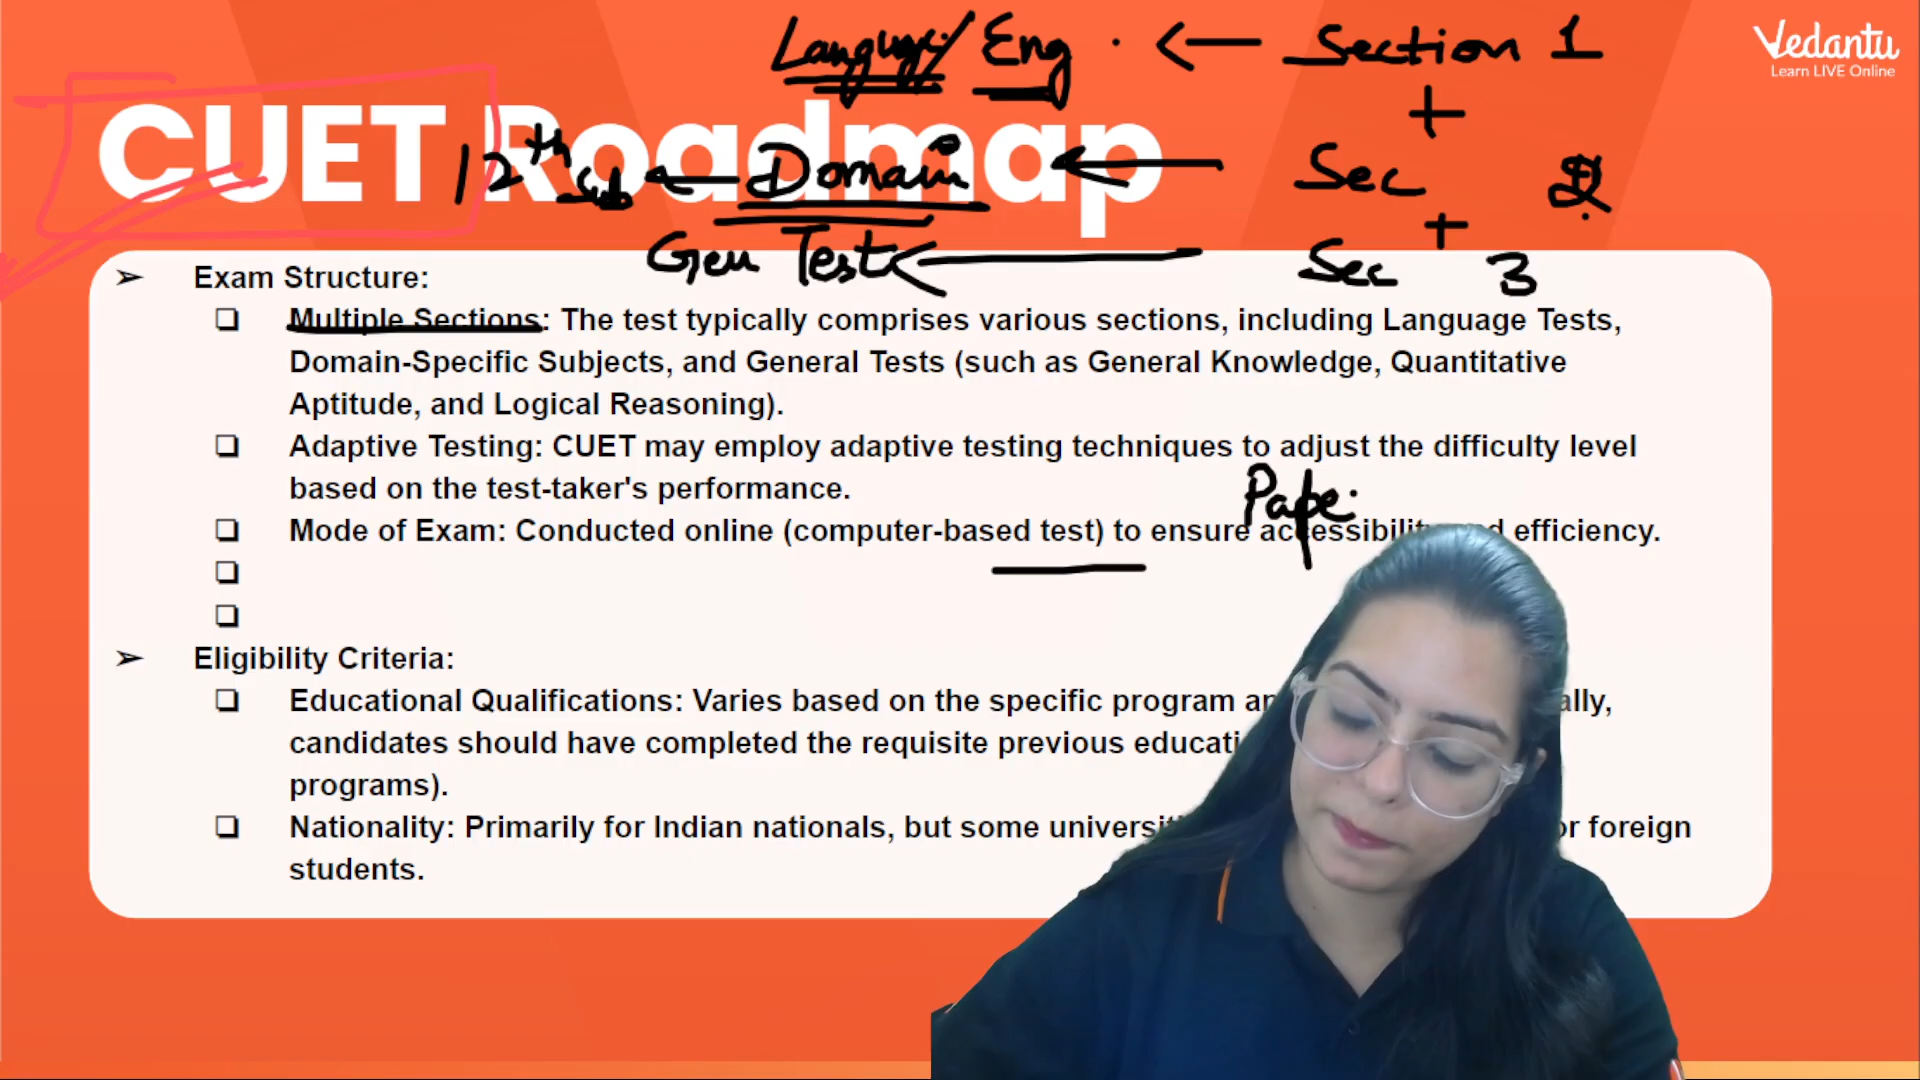 Language/Eng. ← Section 1
+
Vedantu
Learn LIVE Online
CUET Roadmap
12th sub ← Domain ← Sec 2
+
Gen Test ← Sec 3
➢ Exam Structure:
❑ Multiple Sections: The test typically comprises various sections, including Language Tests,
Domain-Specific Subjects, and General Tests (such as General Knowledge, Quantitative
Aptitude, and Logical Reasoning).
❑ Adaptive Testing: CUET may employ adaptive testing techniques to adjust the difficulty level
based on the test-taker's performance.
Pape
❑ Mode of Exam: Conducted online (computer-based test) to ensure accessibility and efficiency.
❑
❑
➢ Eligibility Criteria:
❑ Educational Qualifications: Varies based on the specific program ally,
candidates should have completed the requisite previous educati
programs).
❑ Nationality: Primarily for Indian nationals, but some universiti or foreign
students.